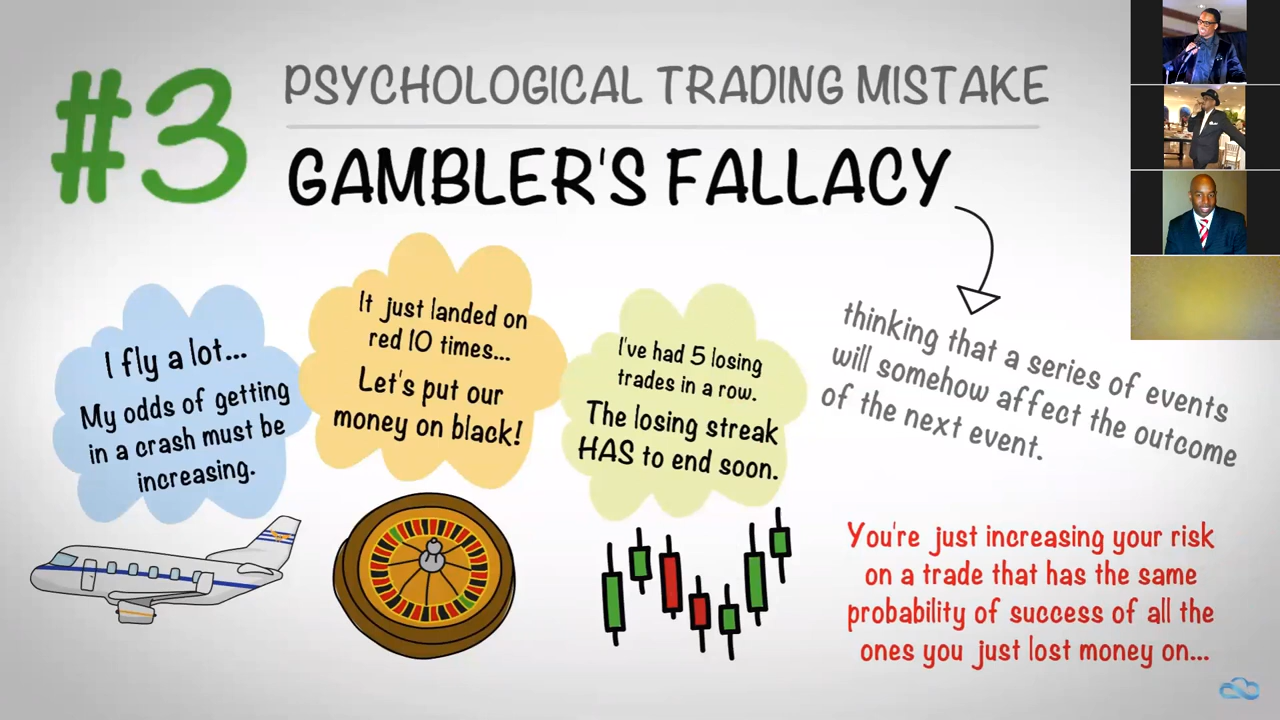 #3
PSYCHOLOGICAL TRADING MISTAKE
GAMBLER'S FALLACY
I fly a lot...
My odds of getting
in a crash must be
increasing.
It just landed on
red 10 times...
Let's put our
money on black!
I've had 5 losing
trades in a row.
The losing streak
HAS to end soon.
thinking that a series of events
will somehow affect the outcome
of the next event.
You're just increasing your risk
on a trade that has the same
probability of success of all the
ones you just lost money on...